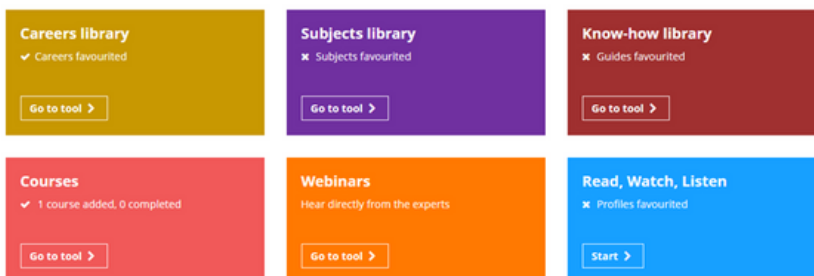 Careers library
✔ Careers favourited
Go to tool >
Subjects library
✖ Subjects favourited
Go to tool >
Know-how library
✖ Guides favourited
Go to tool >
Courses
✔ 1 course added, 0 completed
Go to tool >
Webinars
Hear directly from the experts
Go to tool >
Read, Watch, Listen
✖ Profiles favourited
Start >